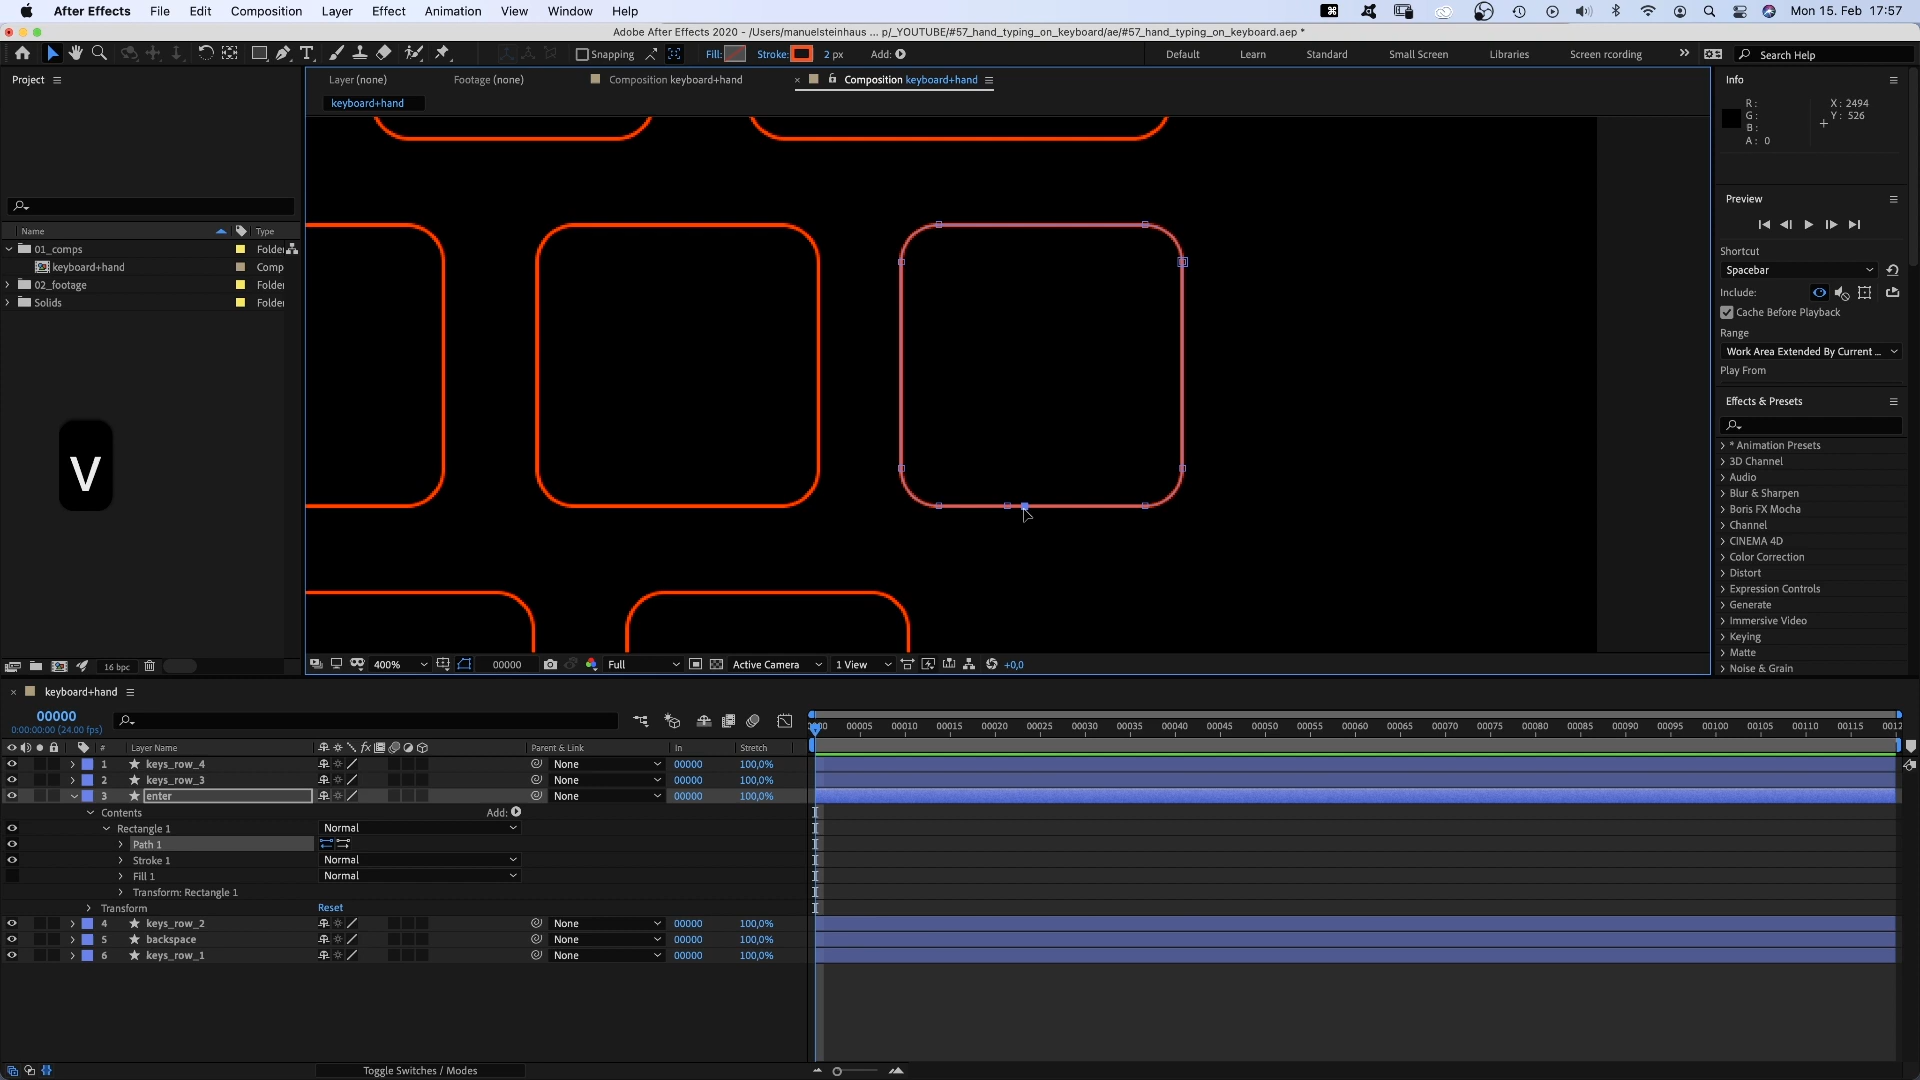 After Effects File Edit Composition Layer Effect Animation View Window Help Mon 15. Feb 17:57
Adobe After Effects 2020 - /Users/manuelsteinhaus ... p/_YOUTUBE/#57_hand_typing_on_keyboard/ae/#57_hand_typing_on_keyboard.aep *
Snapping Fill: Stroke: 2 px Add: Default Learn Standard Small Screen Libraries Screen rcording Search Help
Project Layer (none) Footage (none) Composition keyboard+hand Composition keyboard+hand Info
keyboard+hand
R: X: 2494
G: Y: 526
B:
A: 0
Preview
Shortcut
Spacebar
Include:
Cache Before Playback
Range
Work Area Extended By Current ...
Play From
Effects & Presets
* Animation Presets
3D Channel
Audio
Blur & Sharpen
Boris FX Mocha
Channel
CINEMA 4D
Color Correction
Distort
Expression Controls
Generate
Immersive Video
Keying
Matte
Noise & Grain
Name Type
01_comps Folder
keyboard+hand Comp
02_footage Folder
Solids Folder
V
16 bpc
400% 00000 Full Active Camera 1 View +0,0
keyboard+hand
00000
0:00:00:00 (24.00 fps)
00005 00010 00015 00020 00025 00030 00035 00040 00045 00050 00055 00060 00065 00070 00075 00080 00085 00090 00095 00100 00105 00110 00115 0012
# Layer Name fx Parent & Link In Stretch
1 keys_row_4 None 00000 100,0%
2 keys_row_3 None 00000 100,0%
3 enter None 00000 100,0%
Contents Add:
Rectangle 1 Normal
Path 1
Stroke 1 Normal
Fill 1 Normal
Transform: Rectangle 1
Transform Reset
4 keys_row_2 None 00000 100,0%
5 backspace None 00000 100,0%
6 keys_row_1 None 00000 100,0%
Toggle Switches / Modes